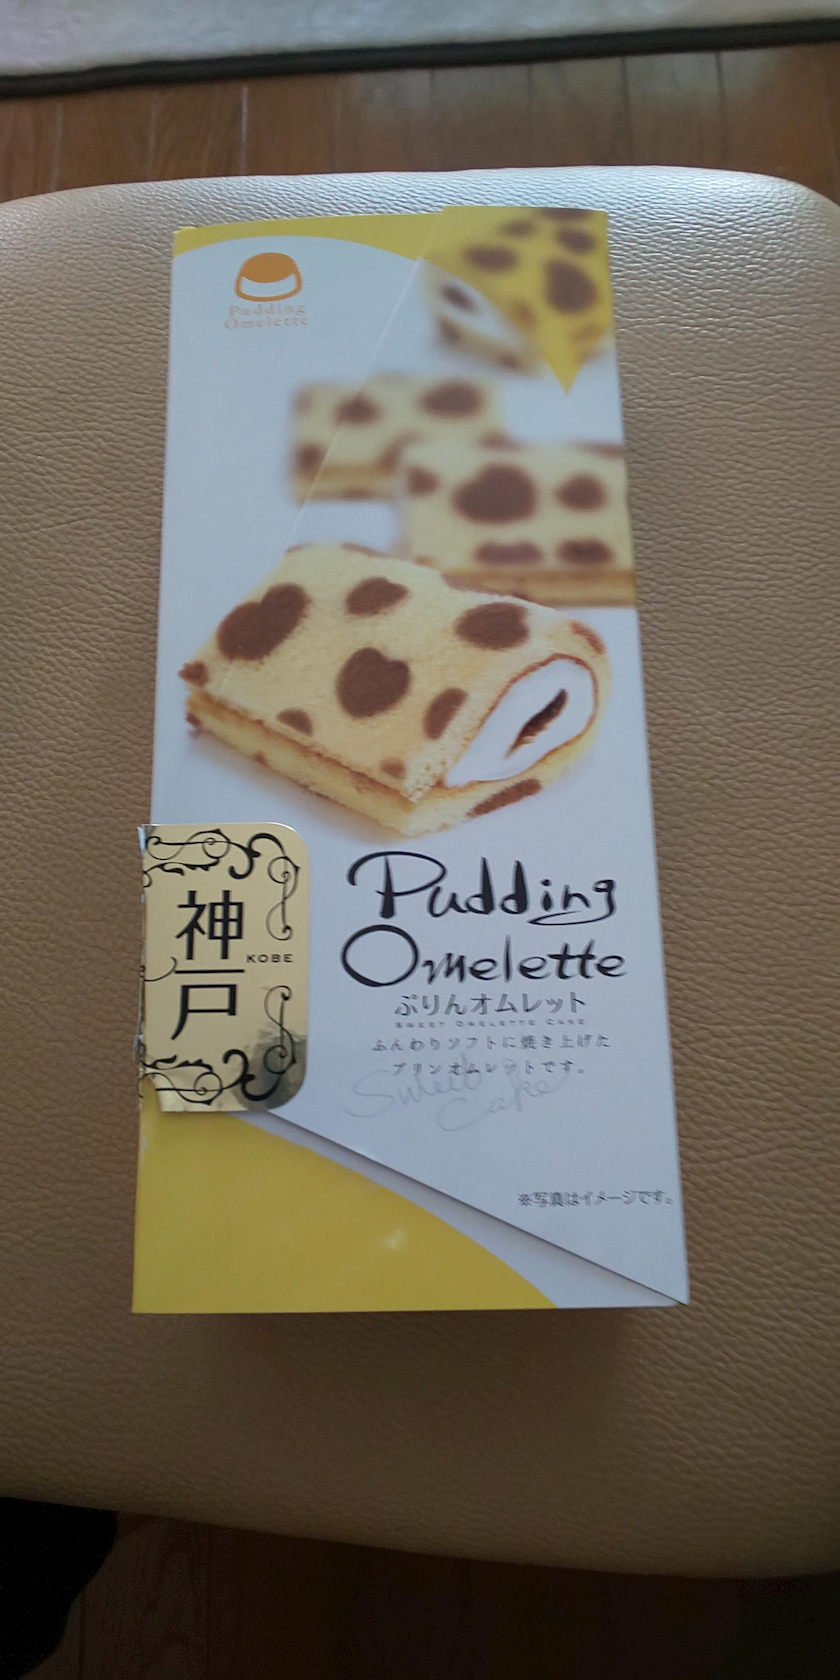 Pudding
Omelette
神戸
KOBE
Pudding
Omelette
ぷりんオムレット
SWEET OMELETTE CAKE
ふんわりソフトに焼き上げた
プリンオムレットです。
Sweet
Cake
※写真はイメージです。